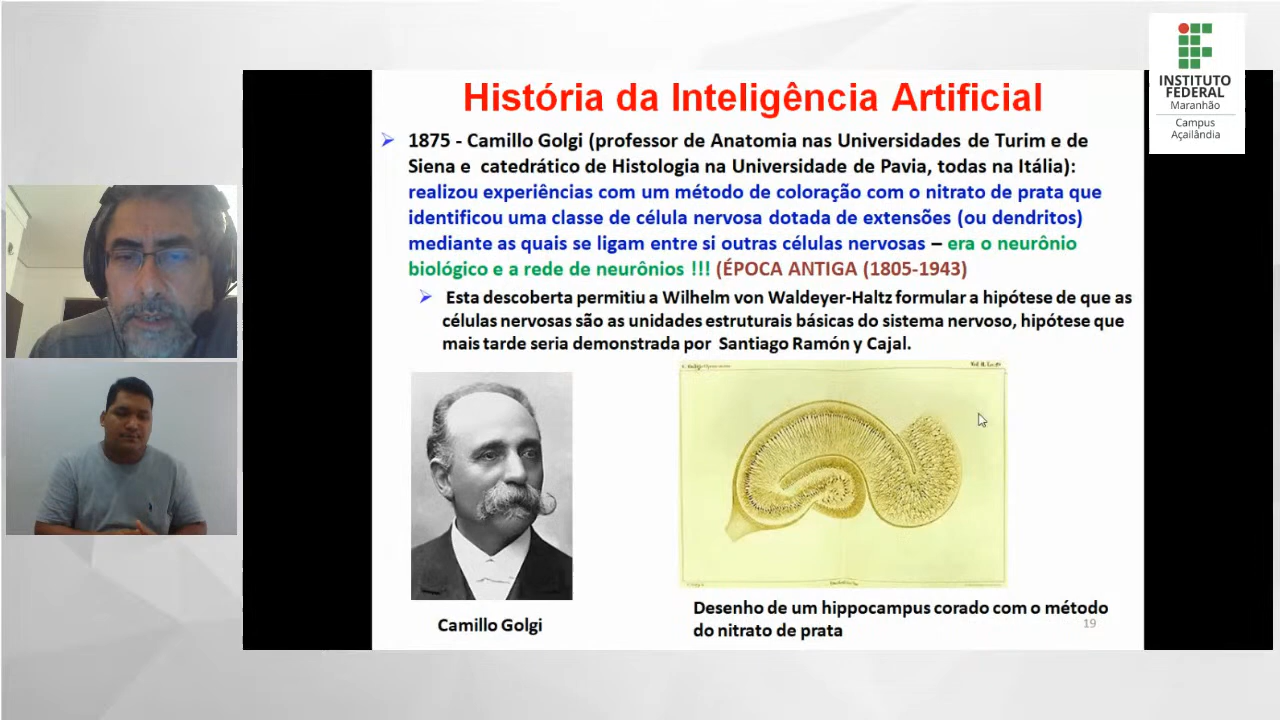 História da Inteligência Artificial
1875 - Camillo Golgi (professor de Anatomia nas Universidades de Turim e de
Siena e catedrático de Histologia na Universidade de Pavia, todas na Itália):
realizou experiências com um método de coloração com o nitrato de prata que
identificou uma classe de célula nervosa dotada de extensões (ou dendritos)
mediante as quais se ligam entre si outras células nervosas – era o neurônio
biológico e a rede de neurônios !!! (ÉPOCA ANTIGA (1805-1943)
Esta descoberta permitiu a Wilhelm von Waldeyer-Haltz formular a hipótese de que as
células nervosas são as unidades estruturais básicas do sistema nervoso, hipótese que
mais tarde seria demonstrada por Santiago Ramón y Cajal.
Camillo Golgi
Desenho de um hippocampus corado com o método
do nitrato de prata
19
INSTITUTO
FEDERAL
Maranhão
Campus
Açailândia